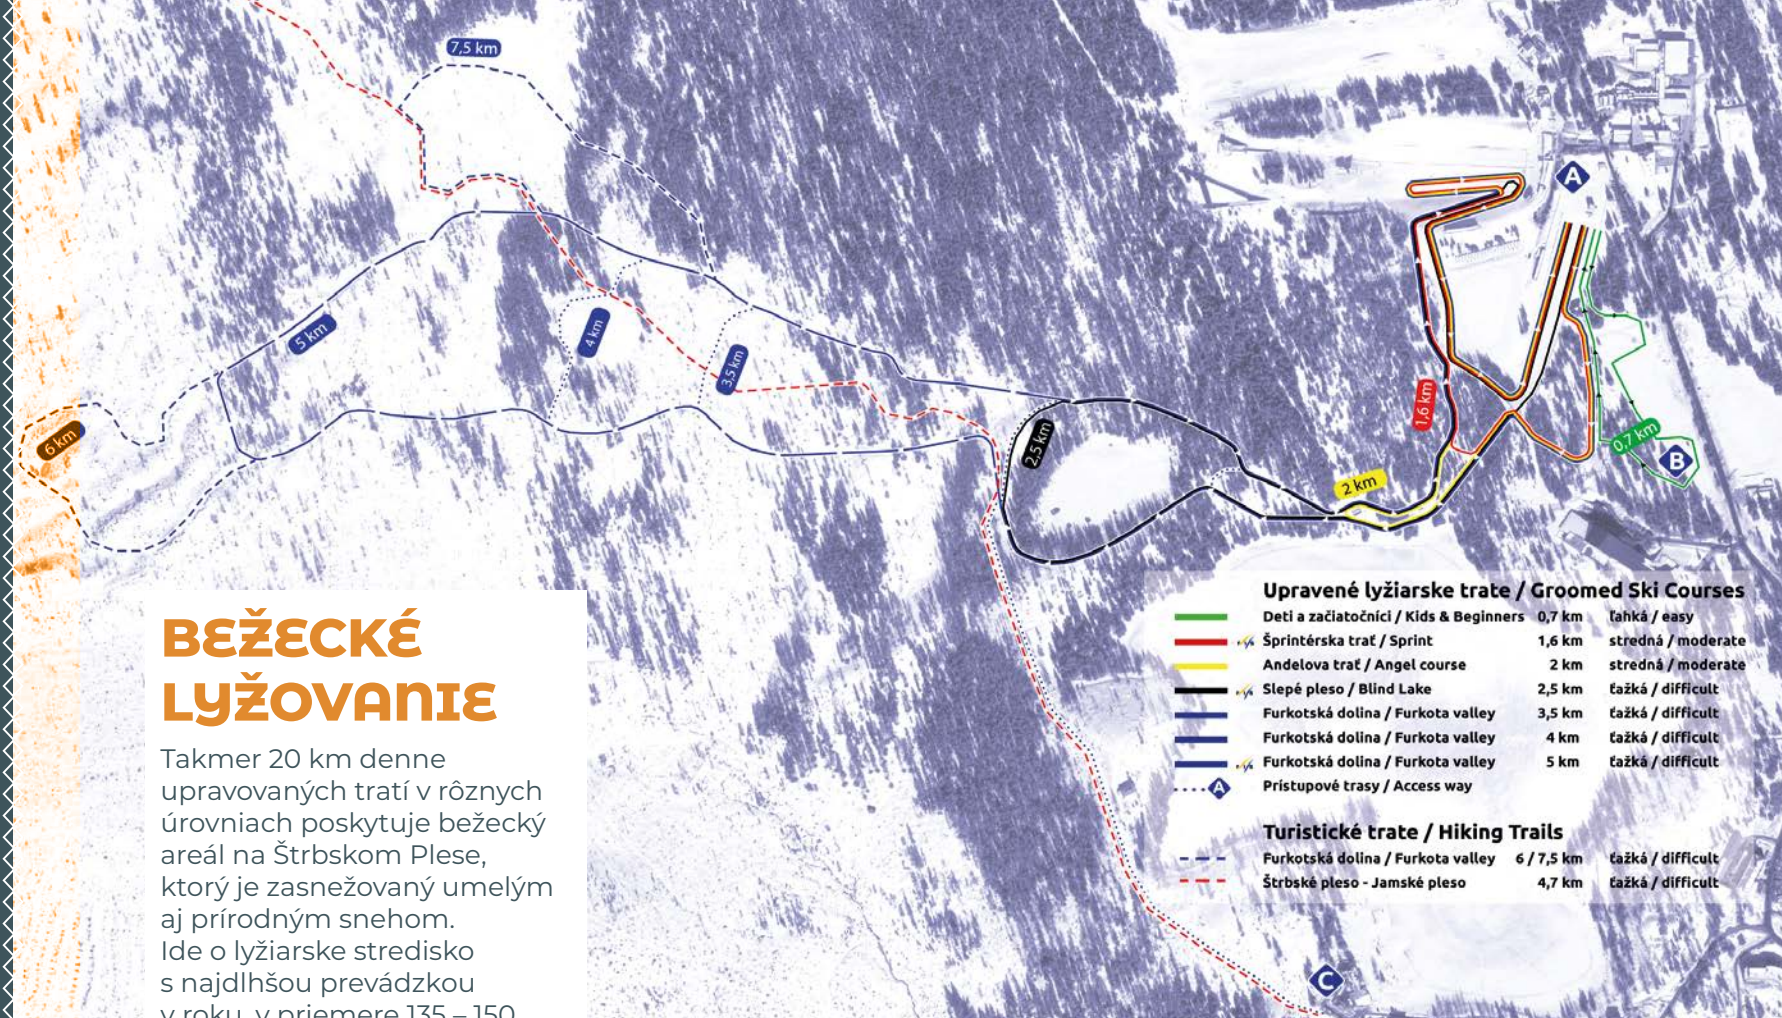 7,5 km
A
5 km
4 km
3,5 km
6 km
2,5 km
1,6 km
2 km
0,7 km
B
BEŽECKÉ
LYŽOVANIE
Takmer 20 km denne
upravovaných tratí v rôznych
úrovniach poskytuje bežecký
areál na Štrbskom Plese,
ktorý je zasnežovaný umelým
aj prírodným snehom.
Ide o lyžiarske stredisko
s najdlhšou prevádzkou
v roku, v priemere 135 – 150
Upravené lyžiarske trate / Groomed Ski Courses
Deti a začiatočníci / Kids & Beginners 0,7 km ľahká / easy
Šprintérska trať / Sprint 1,6 km stredná / moderate
Andelova trať / Angel course 2 km stredná / moderate
Slepé pleso / Blind Lake 2,5 km ťažká / difficult
Furkotská dolina / Furkota valley 3,5 km ťažká / difficult
Furkotská dolina / Furkota valley 4 km ťažká / difficult
Furkotská dolina / Furkota valley 5 km ťažká / difficult
A Prístupové trasy / Access way
Turistické trate / Hiking Trails
Furkotská dolina / Furkota valley 6 / 7,5 km ťažká / difficult
Štrbské pleso - Jamské pleso 4,7 km ťažká / difficult
C